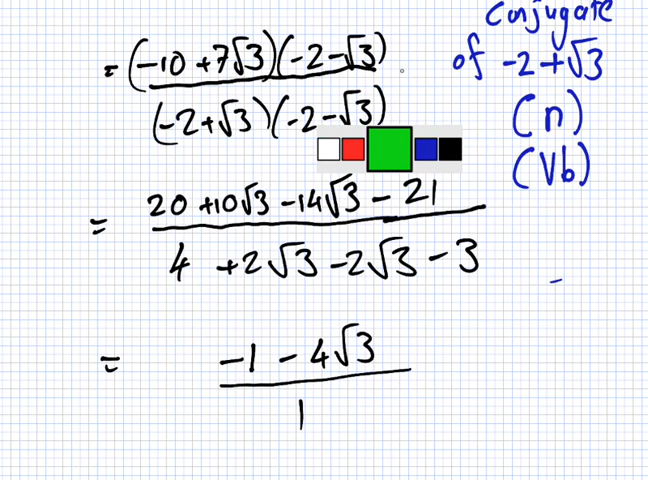 conjugate
of -2+√3
(n)
(Vb)
= (-10+7√3)(-2-√3)
(-2+√3)(-2-√3)
= 20+10√3-14√3-21
4+2√3-2√3-3
= -1-4√3
1